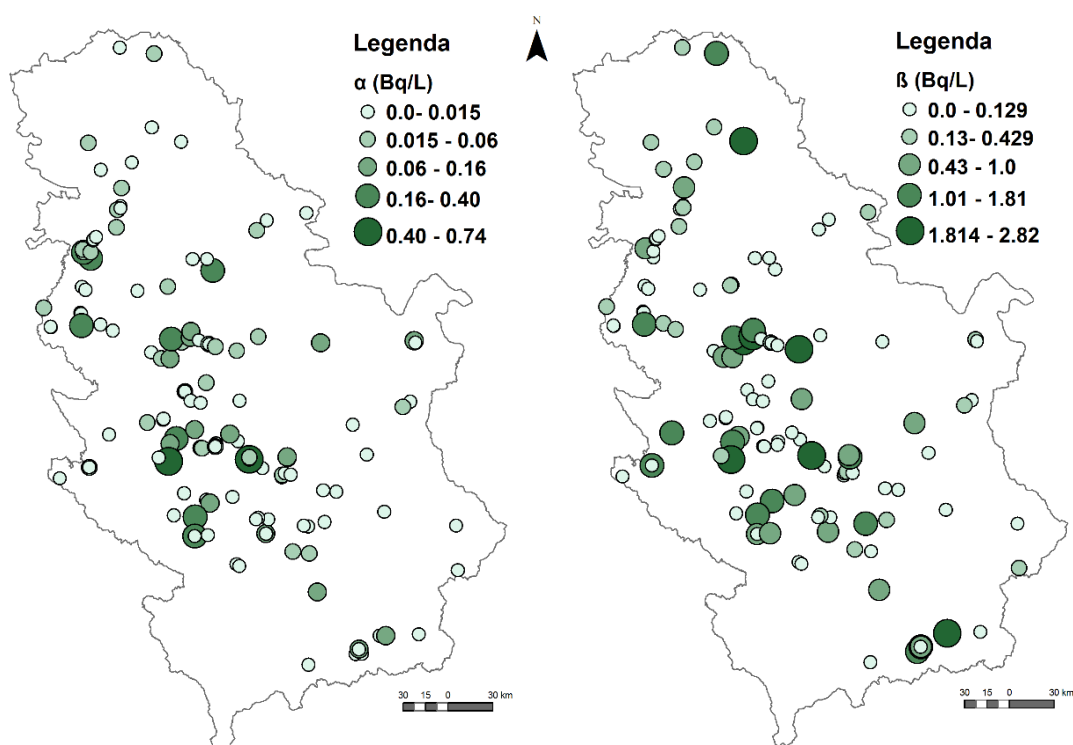 N
Legenda
α (Bq/L)
0.0- 0.015
0.015 - 0.06
0.06 - 0.16
0.16- 0.40
0.40 - 0.74
Legenda
ß (Bq/L)
0.0 - 0.129
0.13- 0.429
0.43 - 1.0
1.01 - 1.81
1.814 - 2.82
30 15 0 30 km
30 15 0 30 km